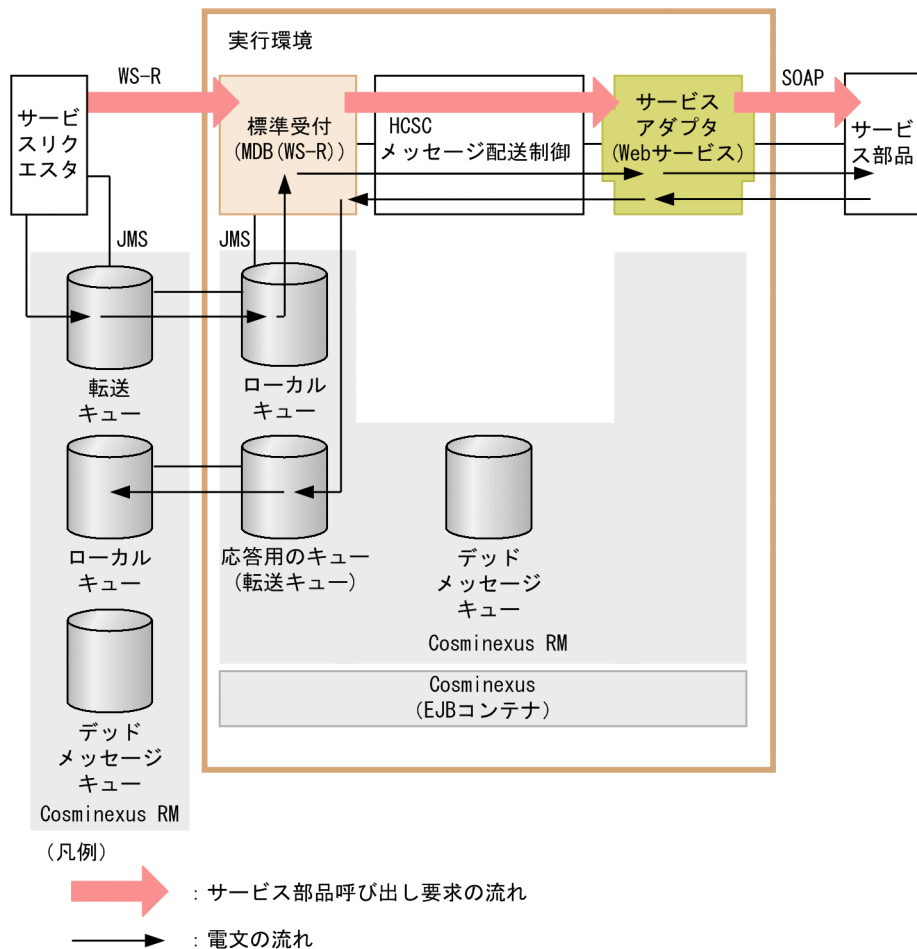 実行環境
WS-R
SOAP
サービ
スリク
エスタ
標準受付
(MDB(WS-R))
HCSC
メッセージ配送制御
サービス
アダプタ
(Webサービス)
サービ
ス部品
JMS
JMS
転送
キュー
ローカル
キュー
ローカル
キュー
応答用のキュー
(転送キュー)
デッド
メッセージ
キュー
Cosminexus RM
Cosminexus
(EJBコンテナ)
デッド
メッセージ
キュー
Cosminexus RM
(凡例)
：サービス部品呼び出し要求の流れ
：電文の流れ